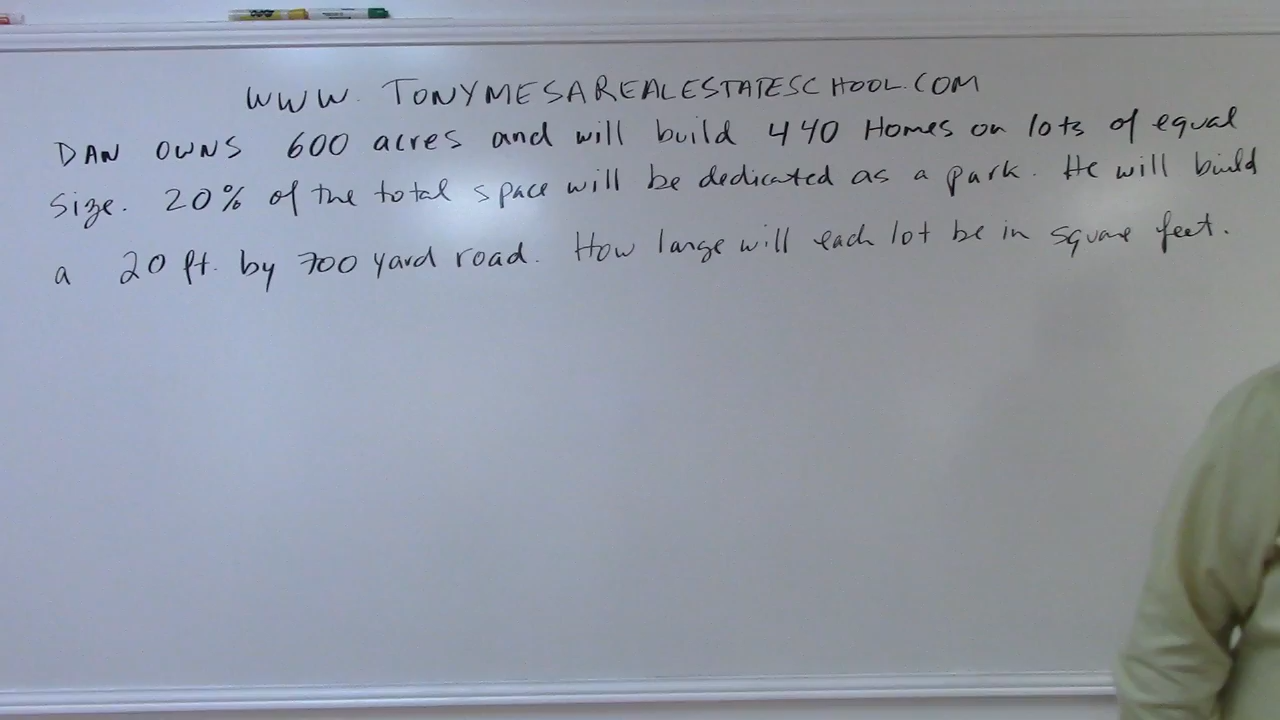 WWW. TONYMESAREALESTATESCHOOL.COM
DAN OWNS 600 acres and will build 440 Homes on lots of equal
size. 20% of the total space will be dedicated as a park. He will build
a 20 ft. by 700 yard road. How large will each lot be in square feet.